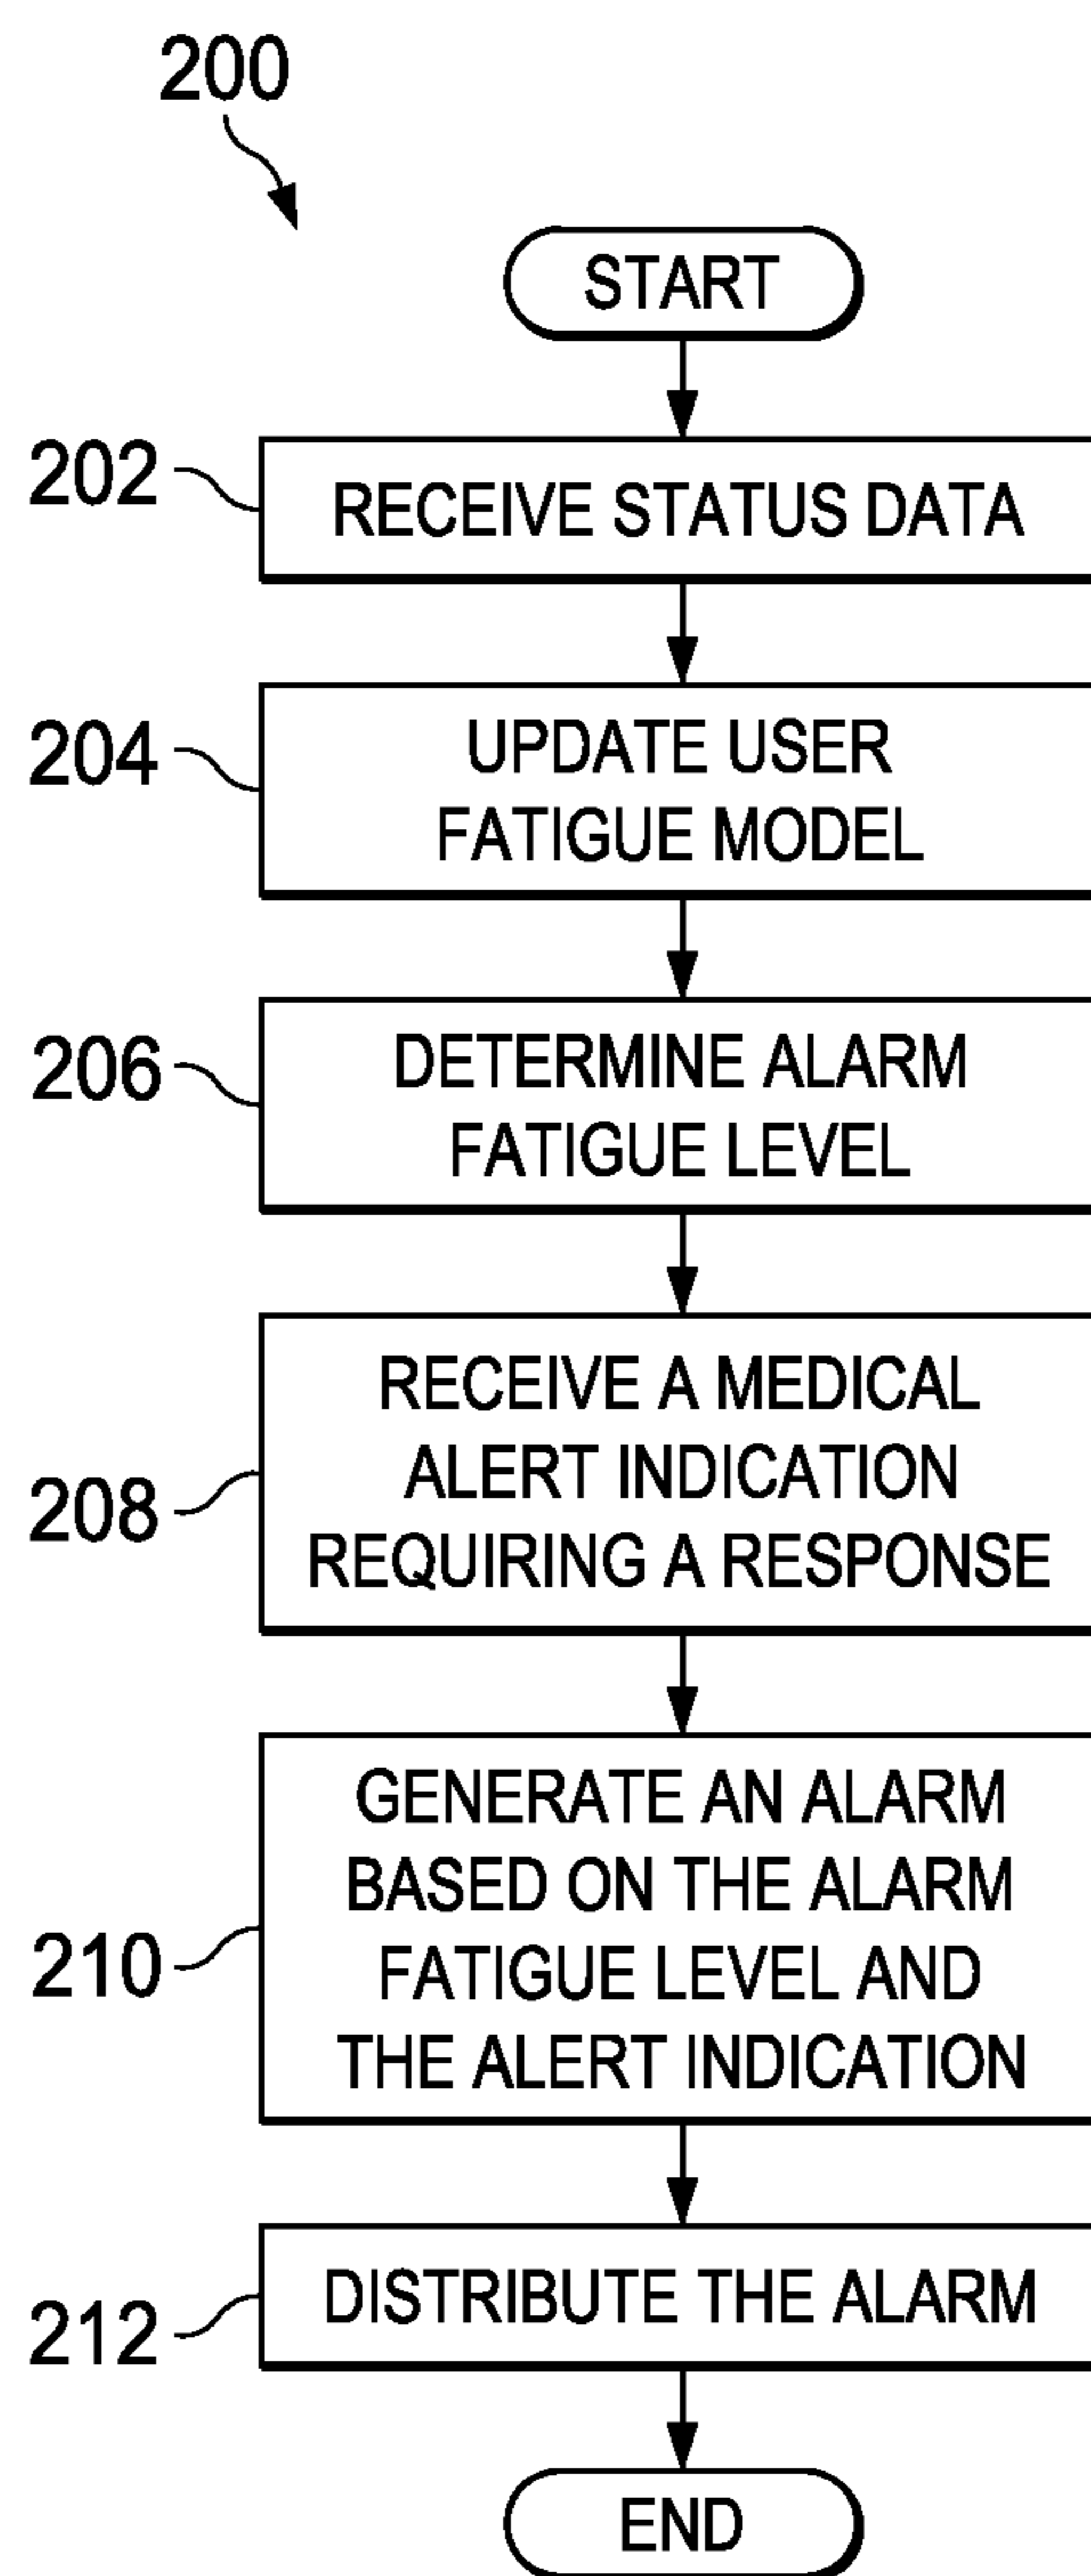 200
START
202
RECEIVE STATUS DATA
204
UPDATE USER
FATIGUE MODEL
206
DETERMINE ALARM
FATIGUE LEVEL
208
RECEIVE A MEDICAL
ALERT INDICATION
REQUIRING A RESPONSE
210
GENERATE AN ALARM
BASED ON THE ALARM
FATIGUE LEVEL AND
THE ALERT INDICATION
212
DISTRIBUTE THE ALARM
END